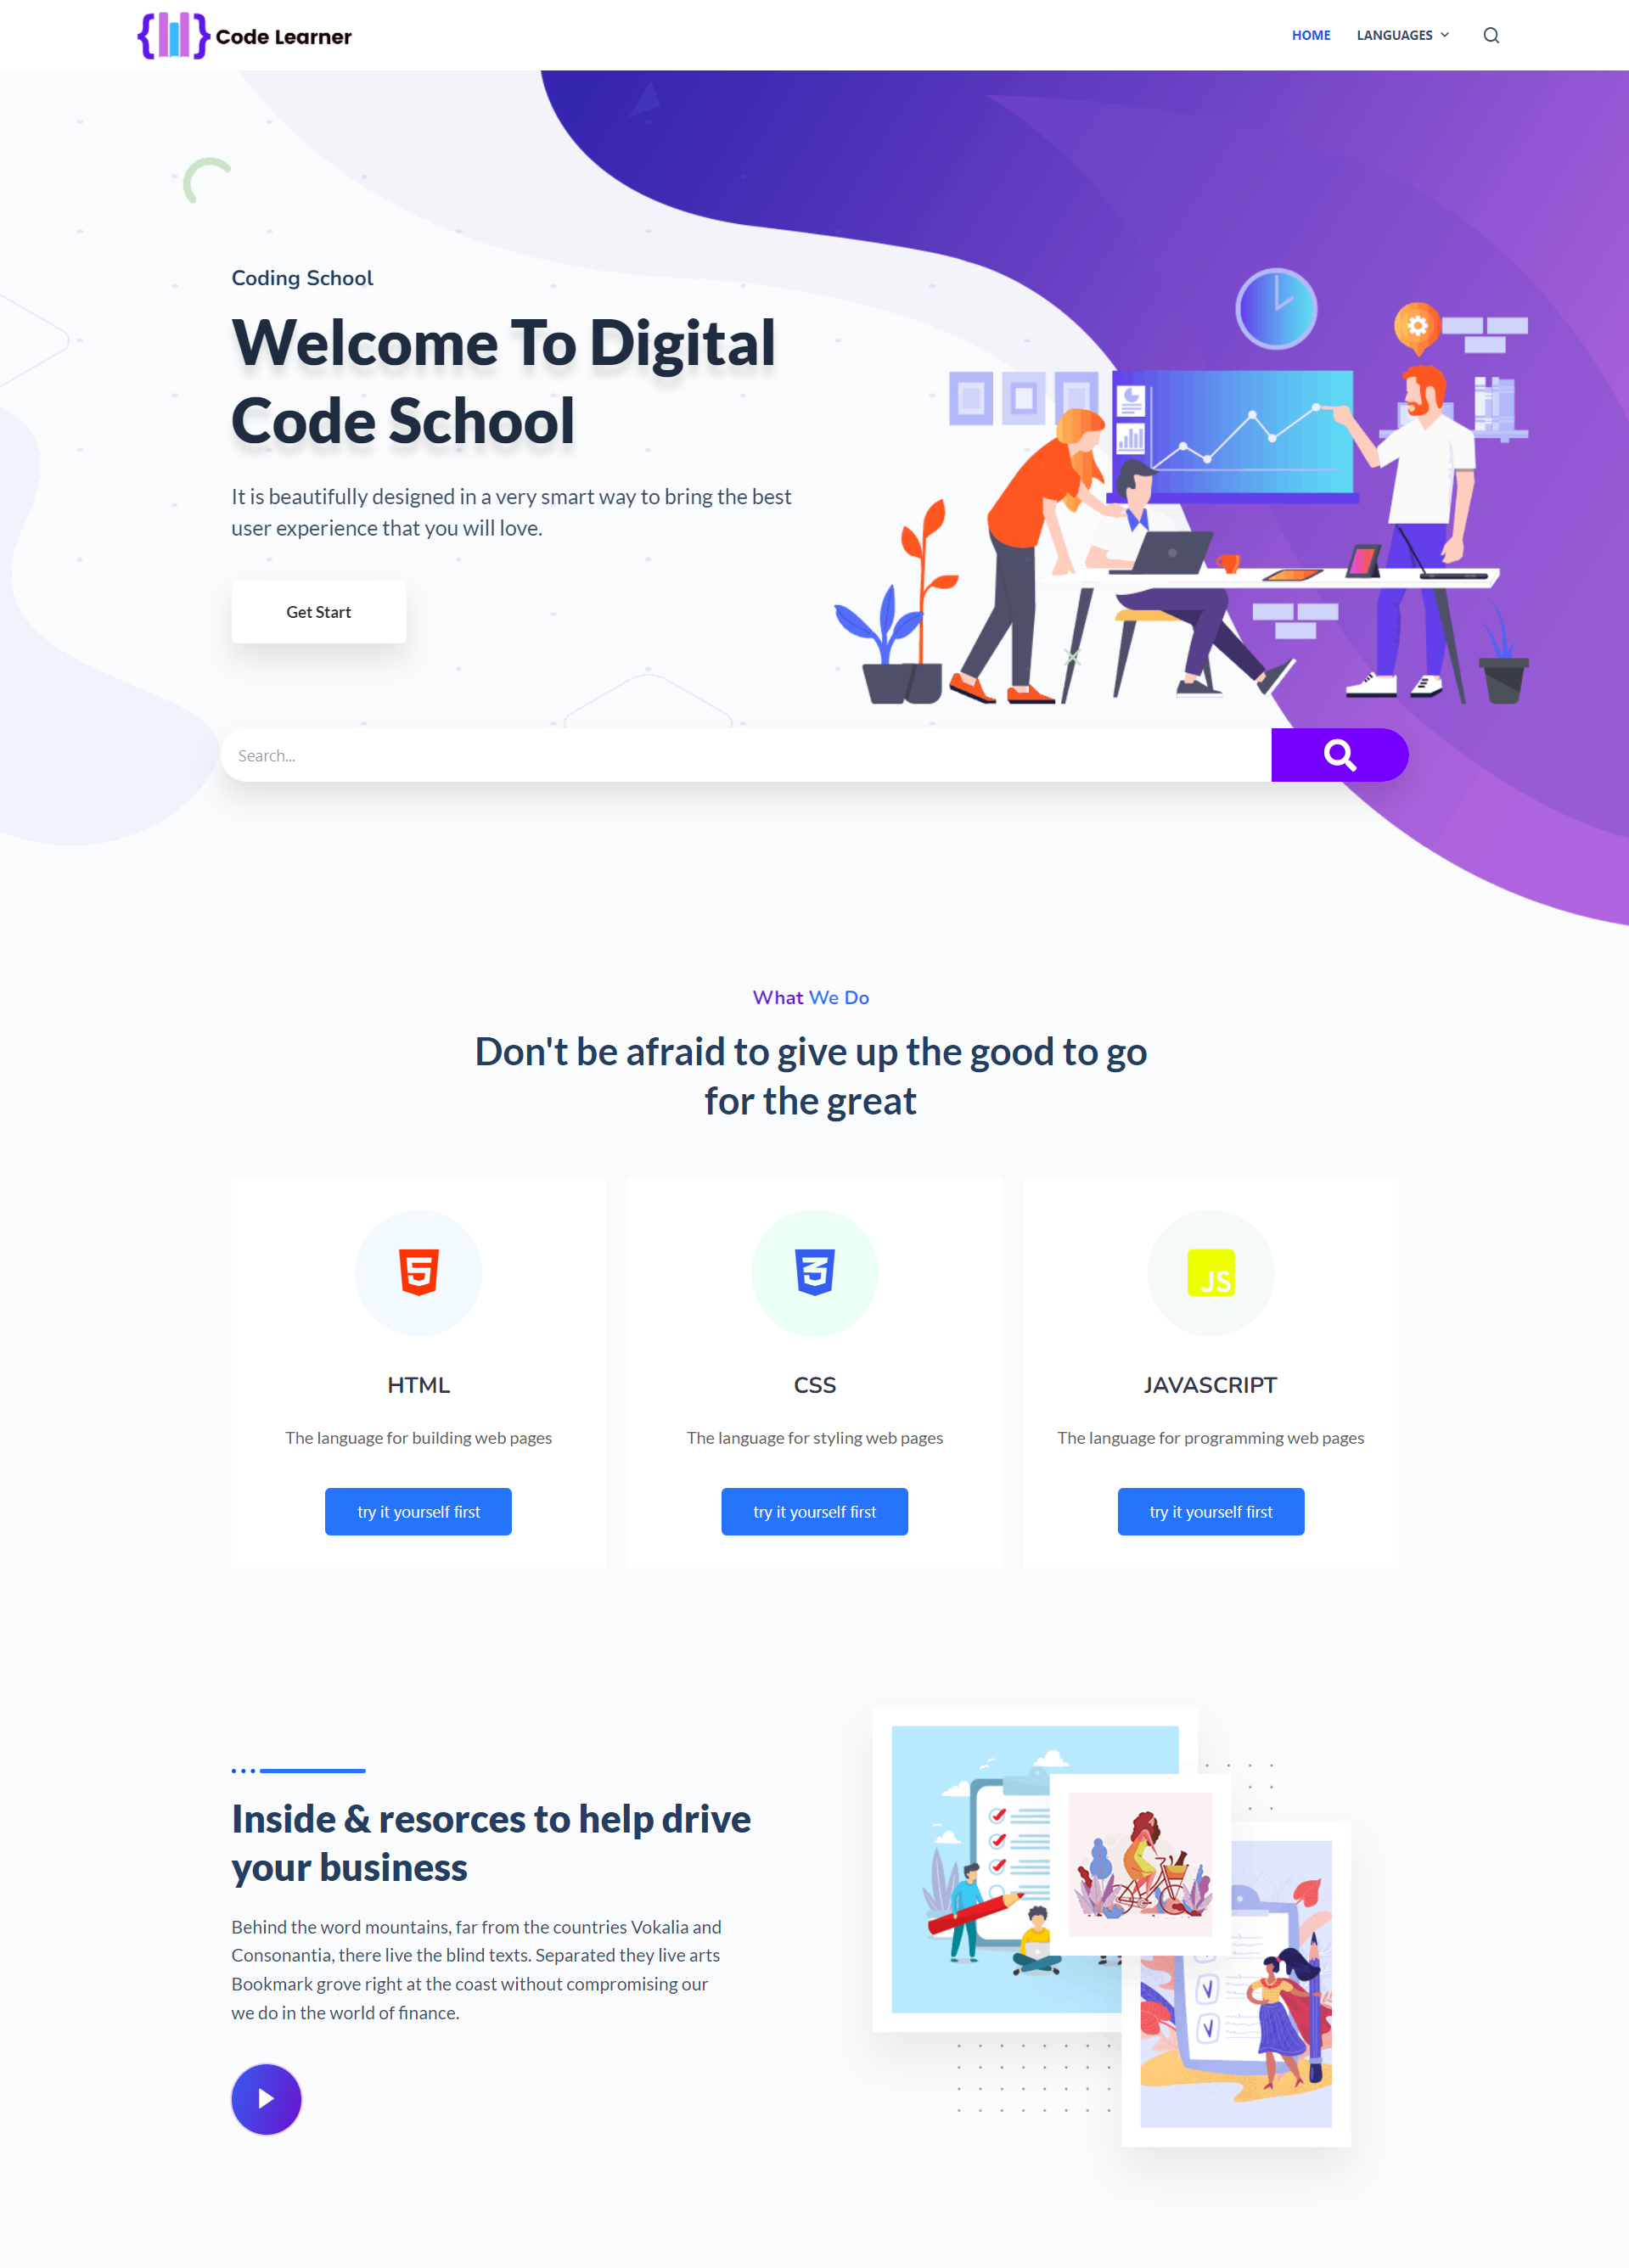 Code Learner
HOME
LANGUAGES
Coding School
Welcome To Digital
Code School
It is beautifully designed in a very smart way to bring the best
user experience that you will love.
Get Start
Search...
What We Do
Don't be afraid to give up the good to go
for the great
5
3
JS
HTML
CSS
JAVASCRIPT
The language for building web pages
The language for styling web pages
The language for programming web pages
try it yourself first
try it yourself first
try it yourself first
Inside & resorces to help drive
your business
Behind the word mountains, far from the countries Vokalia and
Consonantia, there live the blind texts. Separated they live arts
Bookmark grove right at the coast without compromising our
we do in the world of finance.